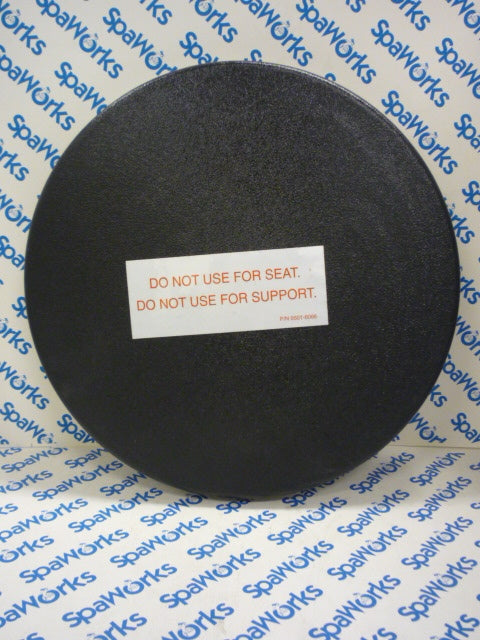 DO NOT USE FOR SEAT.
DO NOT USE FOR SUPPORT.
SpaWorks